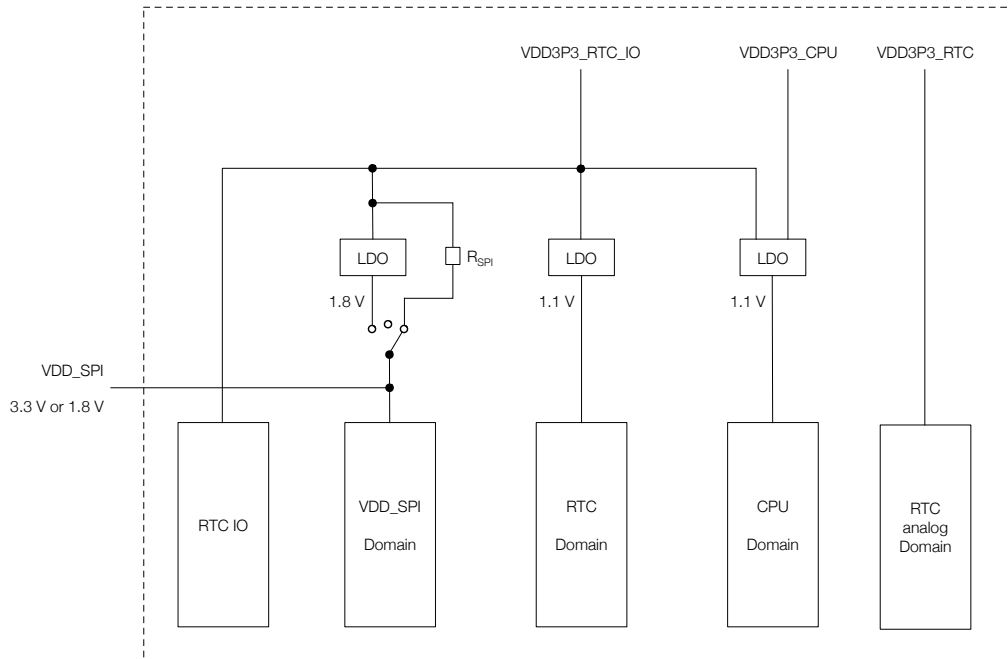 VDD3P3_RTC_IO
VDD3P3_CPU
VDD3P3_RTC
LDO
R_SPI
LDO
LDO
1.8 V
1.1 V
1.1 V
VDD_SPI
3.3 V or 1.8 V
RTC IO
VDD_SPI
Domain
RTC
Domain
CPU
Domain
RTC
analog
Domain